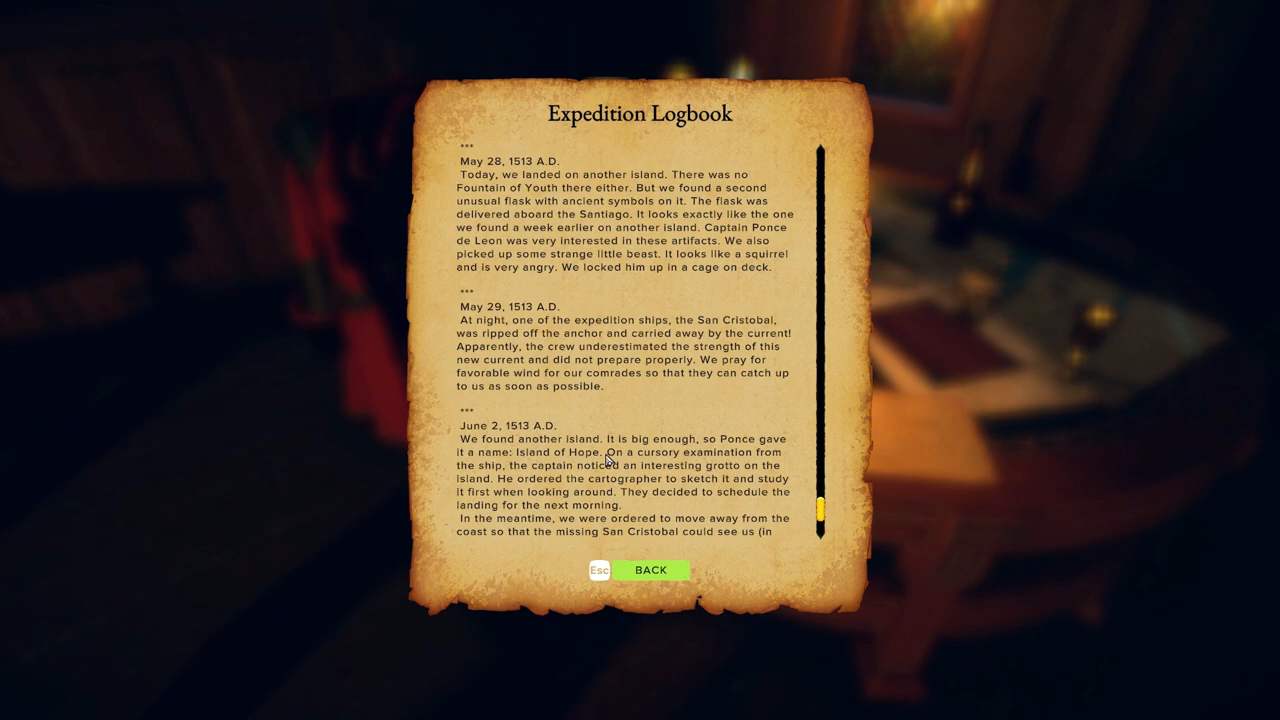 Expedition Logbook
***
May 28, 1513 A.D.
Today, we landed on another island. There was no
Fountain of Youth there either. But we found a second
unusual flask with ancient symbols on it. The flask was
delivered aboard the Santiago. It looks exactly like the one
we found a week earlier on another island. Captain Ponce
de Leon was very interested in these artifacts. We also
picked up some strange little beast. It looks like a squirrel
and is very angry. We locked him up in a cage on deck.
***
May 29, 1513 A.D.
At night, one of the expedition ships, the San Cristobal,
was ripped off the anchor and carried away by the current!
Apparently, the crew underestimated the strength of this
new current and did not prepare properly. We pray for
favorable wind for our comrades so that they can catch up
to us as soon as possible.
***
June 2, 1513 A.D.
We found another island. It is big enough, so Ponce gave
it a name: Island of Hope. On a cursory examination from
the ship, the captain noticed an interesting grotto on the
island. He ordered the cartographer to sketch it and study
it first when looking around. They decided to schedule the
landing for the next morning.
In the meantime, we were ordered to move away from the
coast so that the missing San Cristobal could see us (in
Esc BACK